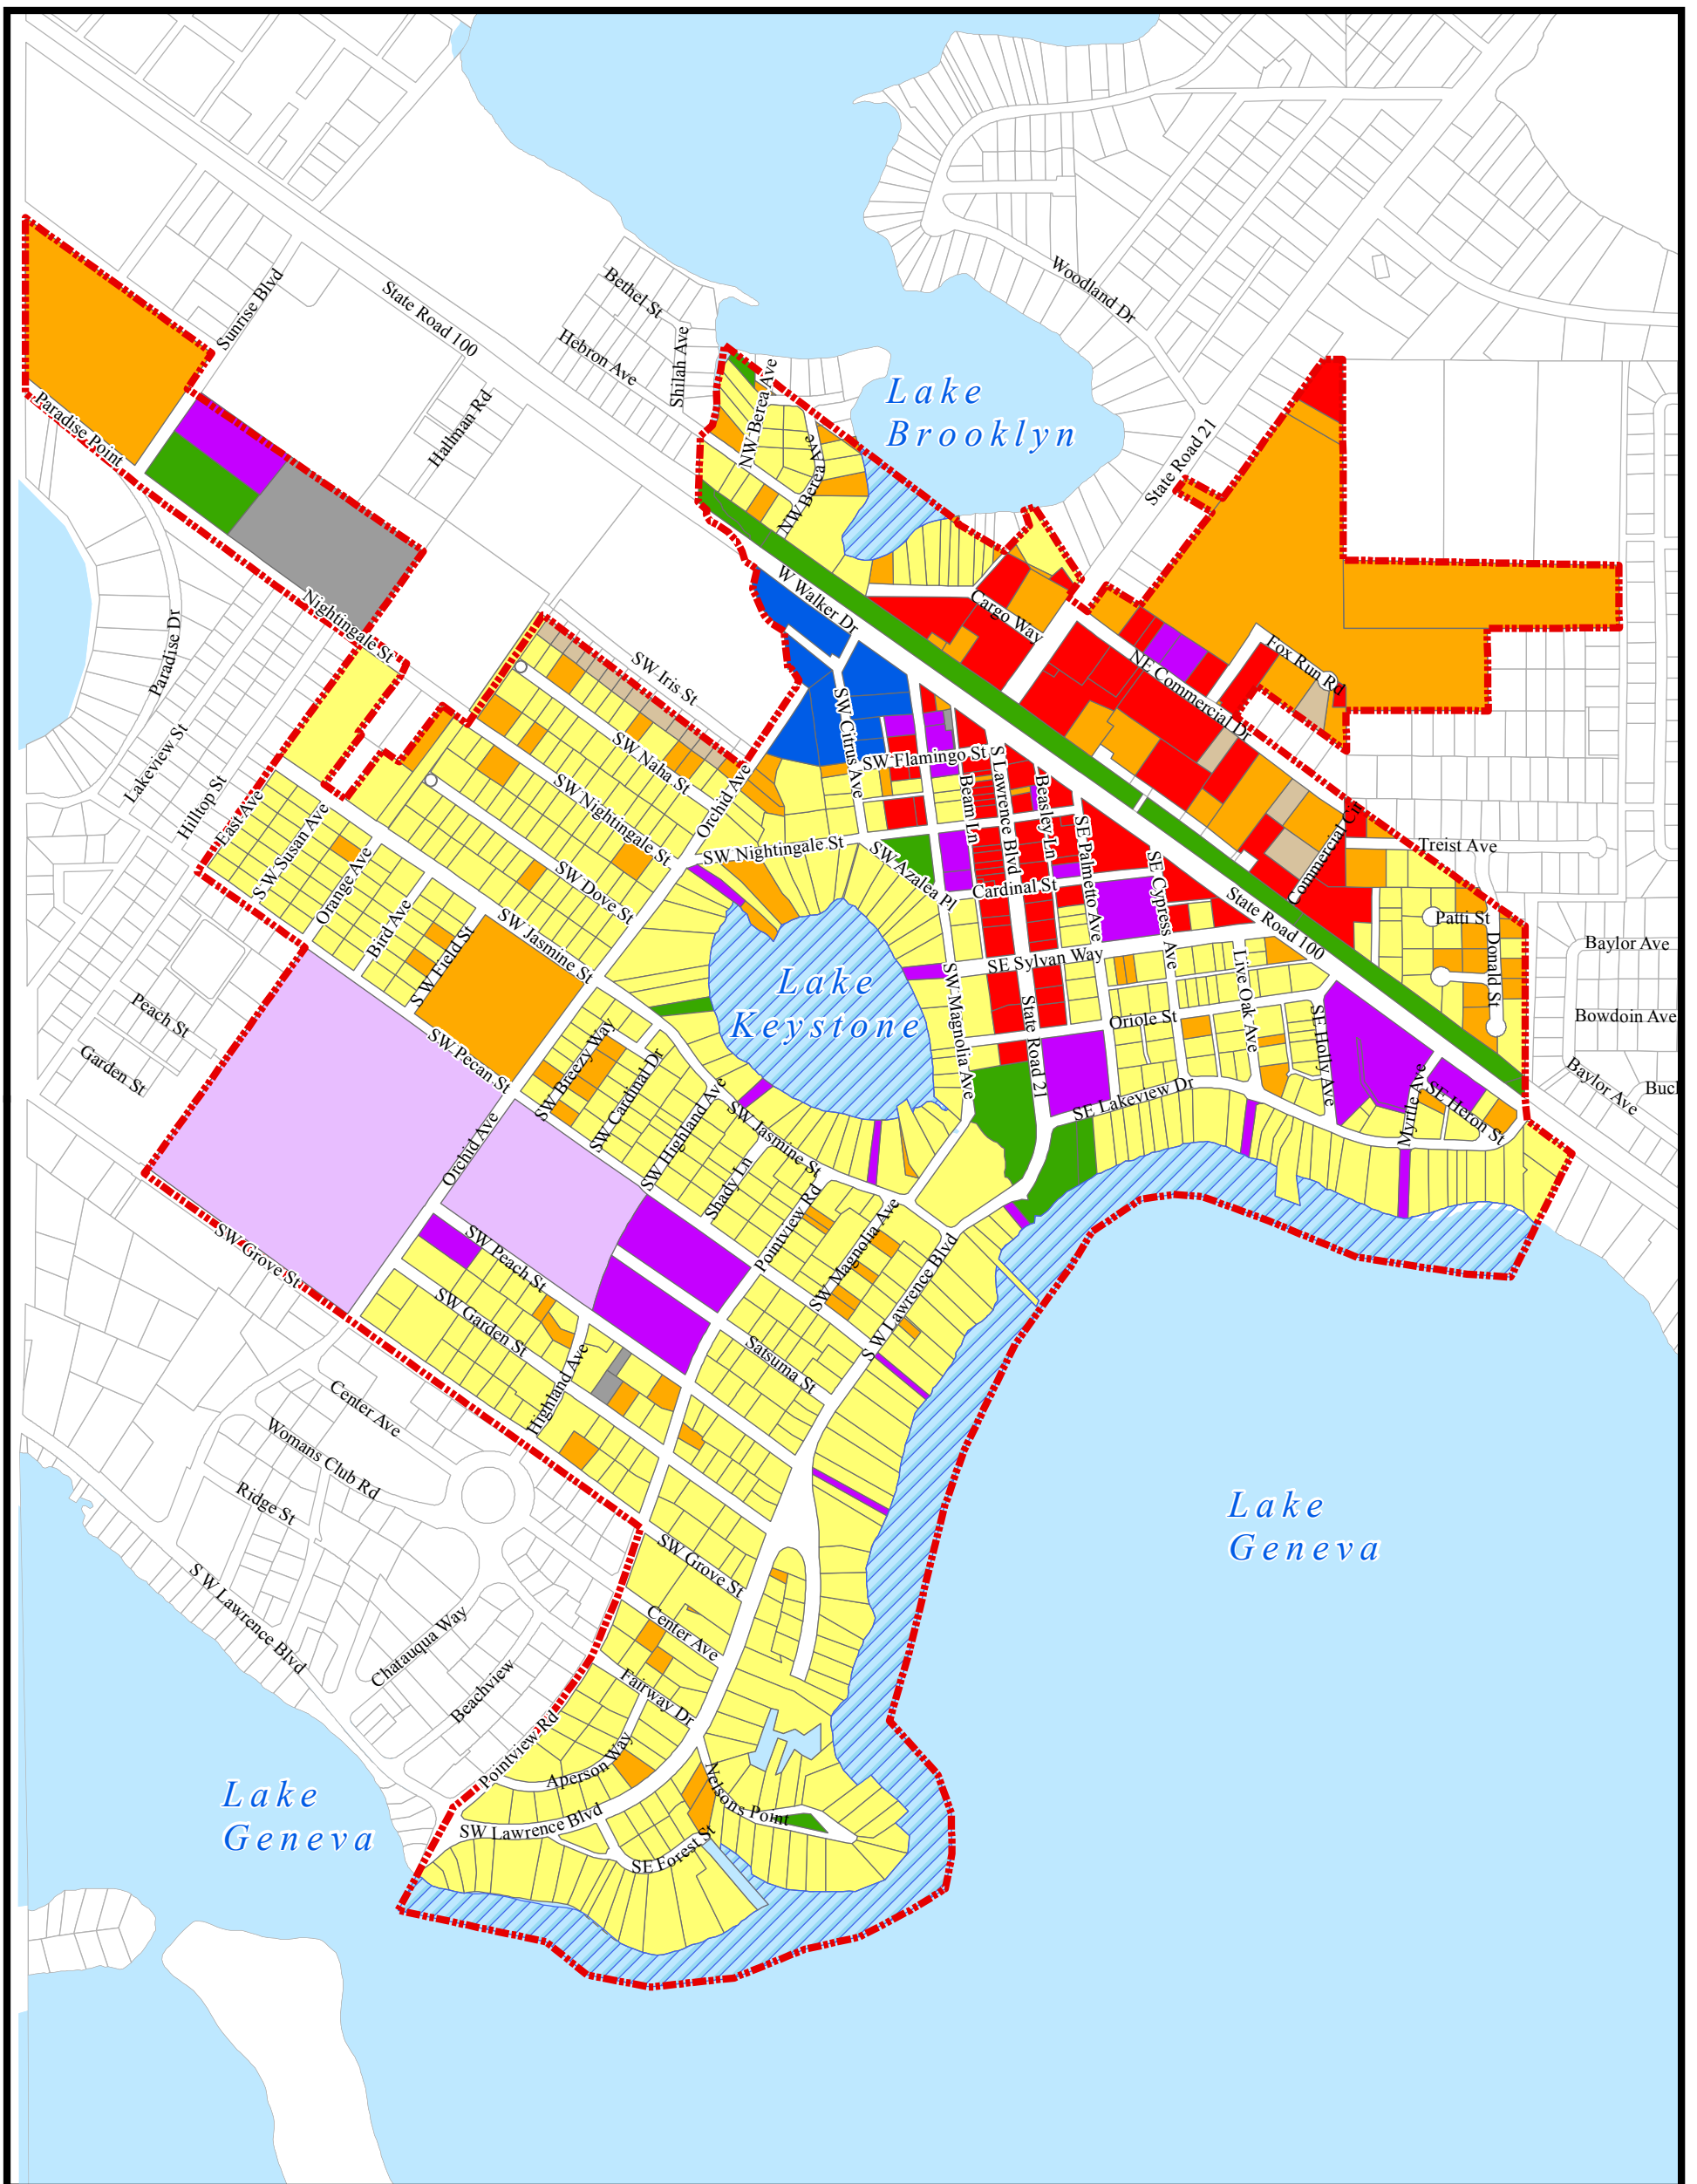 Woodland Dr
Bethel St
Sunrise Blvd
State Road 100
Hebron Ave
Shilah Ave
Lake
Brooklyn
NW Berea Ave
Hallman Rd
Paradise Point
NW Berea Ave
State Road 21
W Walker Dr
Cargo Way
Nightingale St
Paradise Dr
SW Iris St
Fox Run Rd
NE Commercial Dr
SW Citrus Ave
SW Naha St
SW Flamingo St
Lakeview St
Hilltop St
East Ave
SW Nightingale St
Orchid Ave
Beam Ln
S Lawrence Blvd
Beasley Ln
SE Palmetto Ave
Commercial Cir
Treist Ave
SW Nightingale St
S W Susan Ave
Orange Ave
SW Dove St
SW Azalea Pl
Cardinal St
SE Cypress Ave
Bird Ave
S W Field St
SW Jasmine St
State Road 100
Patti St
Donald St
Baylor Ave
SE Sylvan Way
Lake
Keystone
SW Magnolia Ave
State Road 21
Live Oak Ave
Peach St
Garden St
SW Pecan St
SW Breezy Way
SW Cardinal Dr
Oriole St
SE Holly Ave
Bowdoin Ave
Baylor Ave
Bucl
SE Lakeview Dr
Myrtle Ave
SE Heron St
Orchid Ave
SW Highland Ave
Shady Ln
SW Jasmine St
Pointview Rd
SW Magnolia Ave
SW Grove St
SW Peach St
SW Garden St
Highland Ave
S W Lawrence Blvd
Satsuma St
Center Ave
Womans Club Rd
Ridge St
Lake
Geneva
SW Grove St
S W Lawrence Blvd
Chatauqua Way
Beachview
Center Ave
Fairway Dr
Pointview Rd
Aperson Way
Nelsons Point
Lake
Geneva
SW Lawrence Blvd
SE Forest St